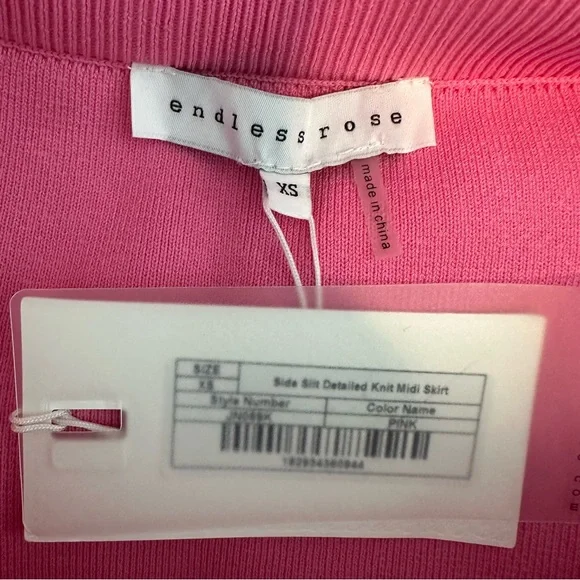 endless rose
XS
made in china
SIZE
XS
Side Slit Detailed Knit Midi Skirt
Style Number
Color Name
PINK